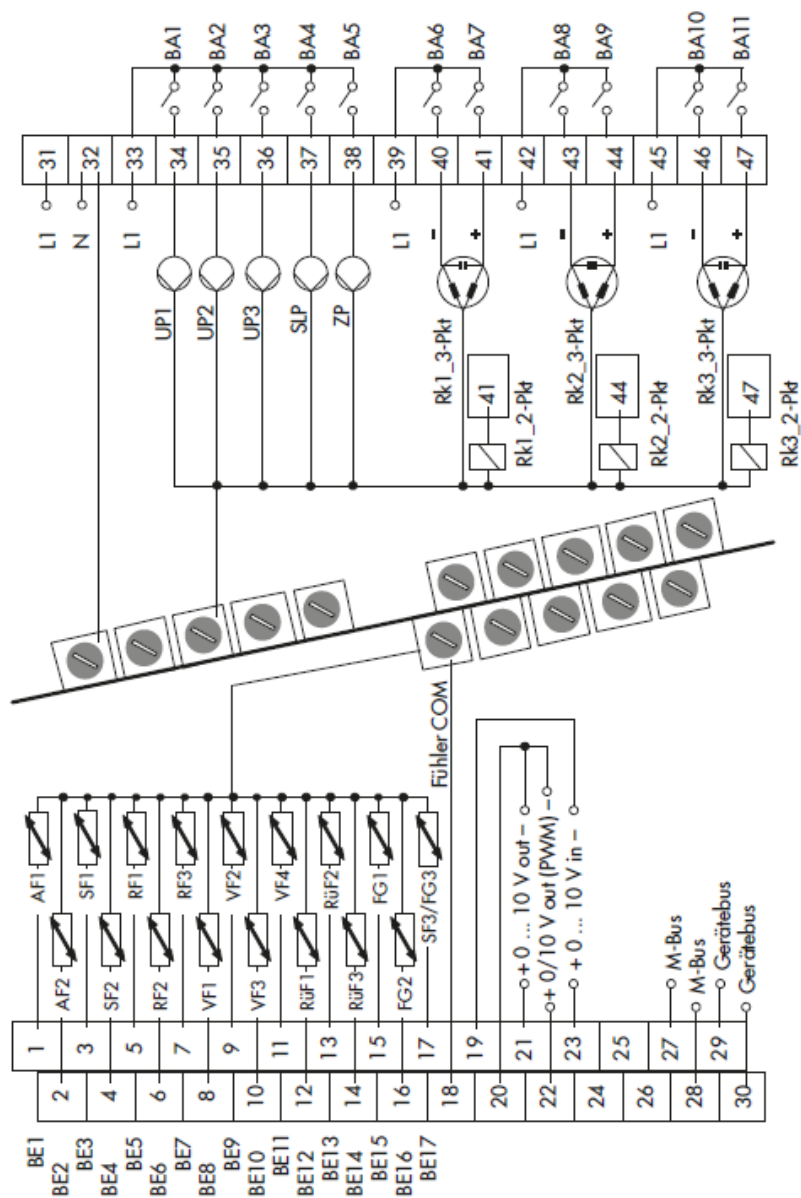 BE1
BE2
BE3
BE4
BE5
BE6
BE7
BE8
BE9
BE10
BE11
BE12
BE13
BE14
BE15
BE16
BE17
1
2
3
4
5
6
7
8
9
10
11
12
13
14
15
16
17
18
19
20
21
22
23
24
25
26
27
28
29
30
AF1
AF2
SF1
SF2
RF1
RF2
RF3
VF1
VF2
VF3
VF4
RüF1
RüF2
RüF3
FG1
FG2
SF3/FG3
Fühler COM
+ 0 ... 10 V out –
+ 0/10 V out (PWM) –
+ 0 ... 10 V in –
M-Bus
M-Bus
Gerätebus
Gerätebus
UP1
UP2
UP3
SLP
ZP
Rk1_3-Pkt
41
Rk1_2-Pkt
Rk2_3-Pkt
44
Rk2_2-Pkt
Rk3_3-Pkt
47
Rk3_2-Pkt
L1
N
L1
L1
– +
L1
– +
L1
– +
31
32
33
34
35
36
37
38
39
40
41
42
43
44
45
46
47
BA1
BA2
BA3
BA4
BA5
BA6
BA7
BA8
BA9
BA10
BA11